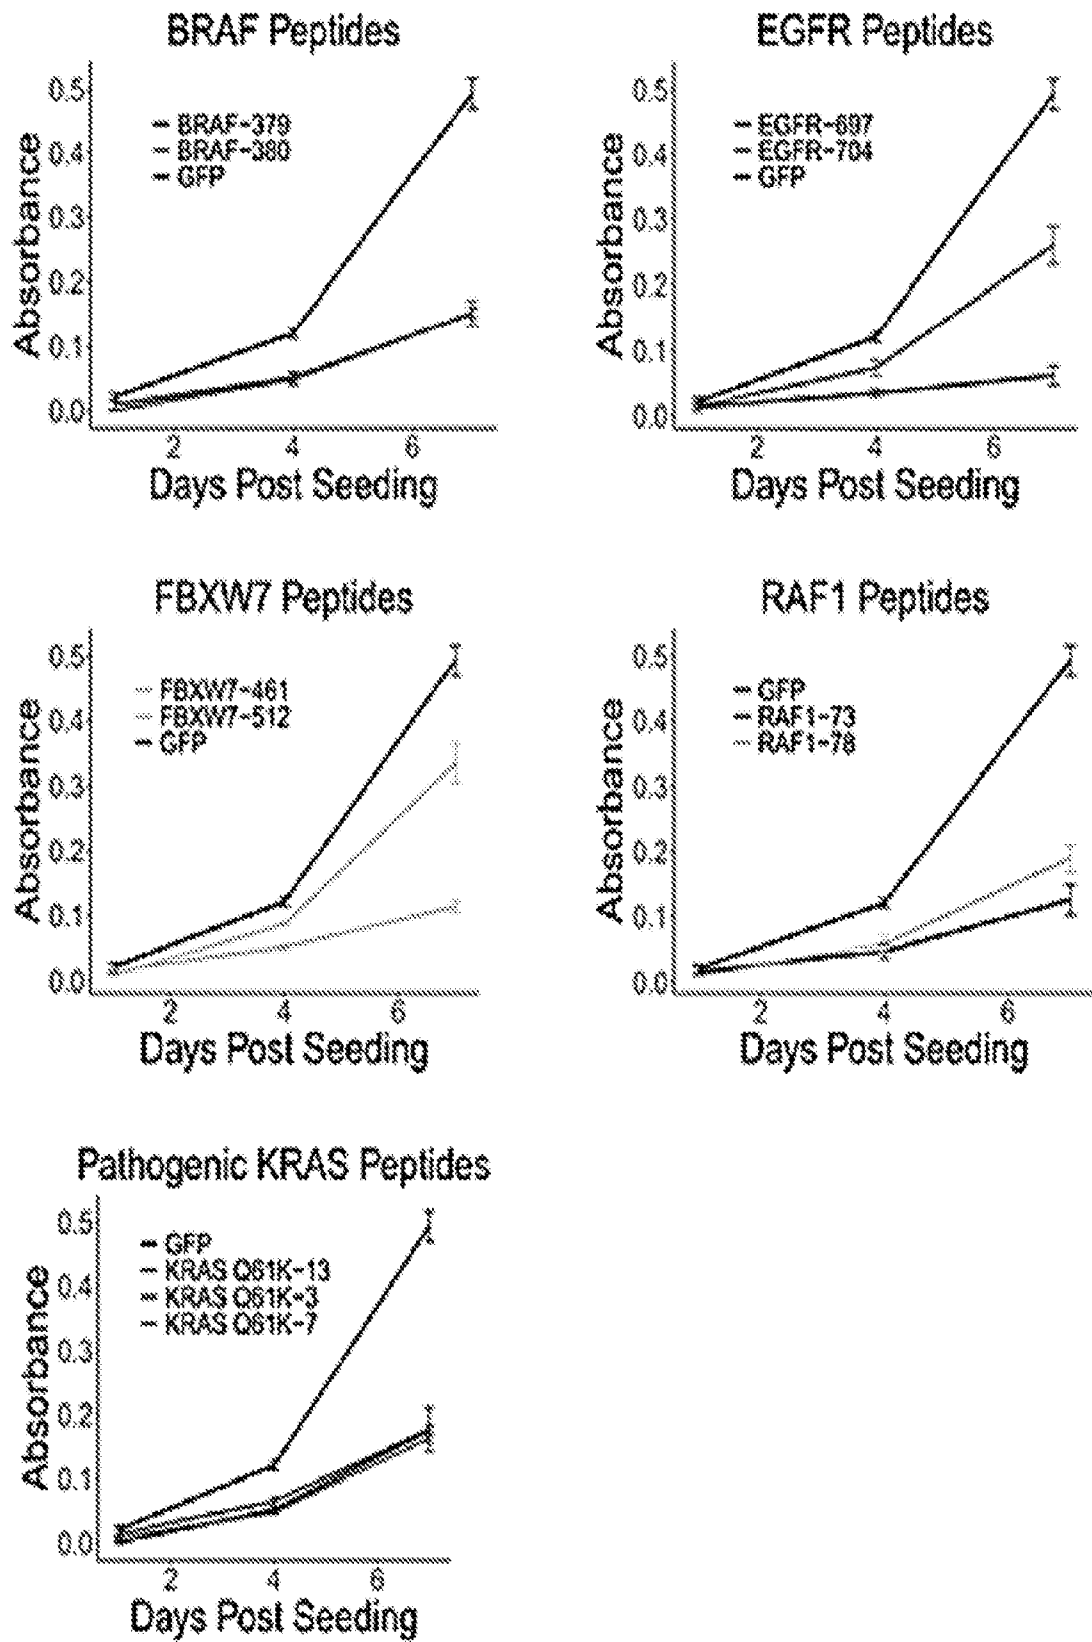 BRAF Peptides
0.5
0.4
0.3
0.2
0.1
0.0
Absorbance
BRAF-379
BRAF-380
GFP
2 4 6
Days Post Seeding
EGFR Peptides
0.5
0.4
0.3
0.2
0.1
0.0
Absorbance
EGFR-697
EGFR-704
GFP
2 4 6
Days Post Seeding
FBXW7 Peptides
0.5
0.4
0.3
0.2
0.1
0.0
Absorbance
FBXW7-461
FBXW7-512
GFP
2 4 6
Days Post Seeding
RAF1 Peptides
0.5
0.4
0.3
0.2
0.1
0.0
Absorbance
GFP
RAF1-73
RAF1-78
2 4 6
Days Post Seeding
Pathogenic KRAS Peptides
0.5
0.4
0.3
0.2
0.1
0.0
Absorbance
GFP
KRAS Q61K-13
KRAS Q61K-3
KRAS Q61K-7
2 4 6
Days Post Seeding